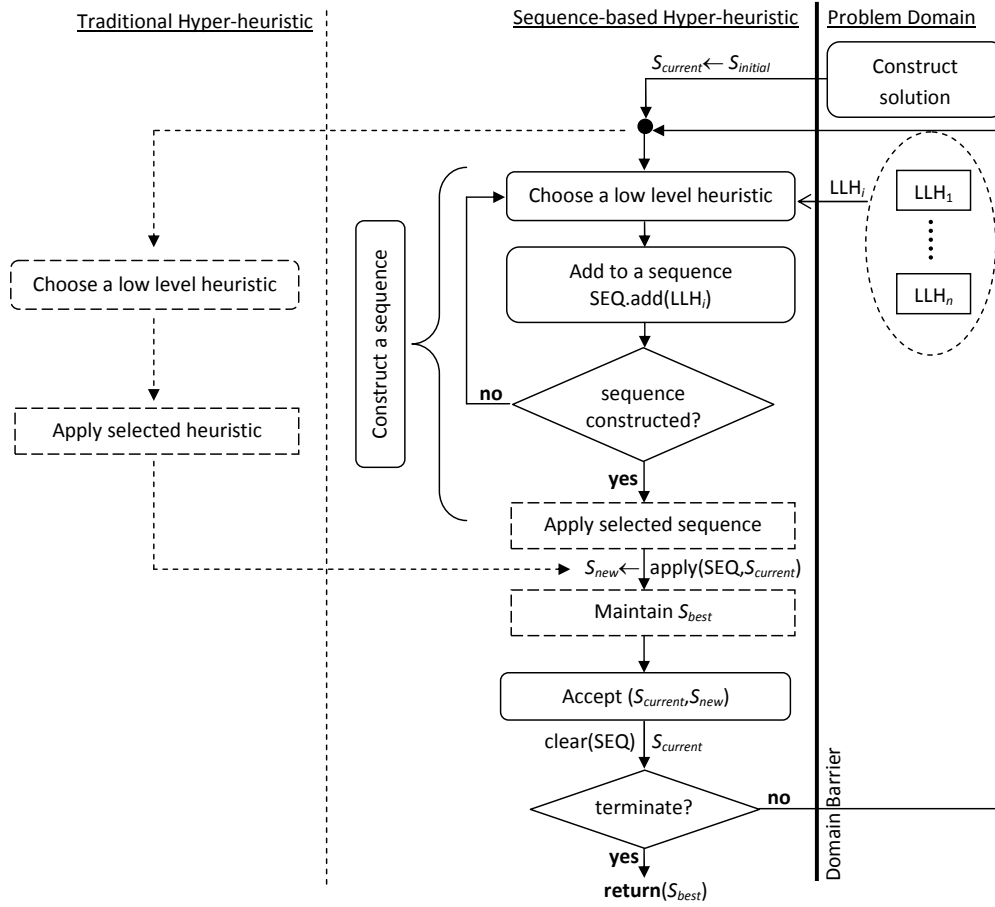 Traditional Hyper-heuristic
Sequence-based Hyper-heuristic
Problem Domain
S_current ← S_initial
Construct
solution
Choose a low level heuristic
LLH_i
LLH_1
LLH_n
Add to a sequence
SEQ.add(LLH_i)
Construct a sequence
Choose a low level heuristic
Apply selected heuristic
sequence
constructed?
no
yes
Apply selected sequence
S_new ← apply(SEQ,S_current)
Maintain S_best
Accept (S_current,S_new)
clear(SEQ) S_current
terminate?
no
yes
return(S_best)
Domain Barrier